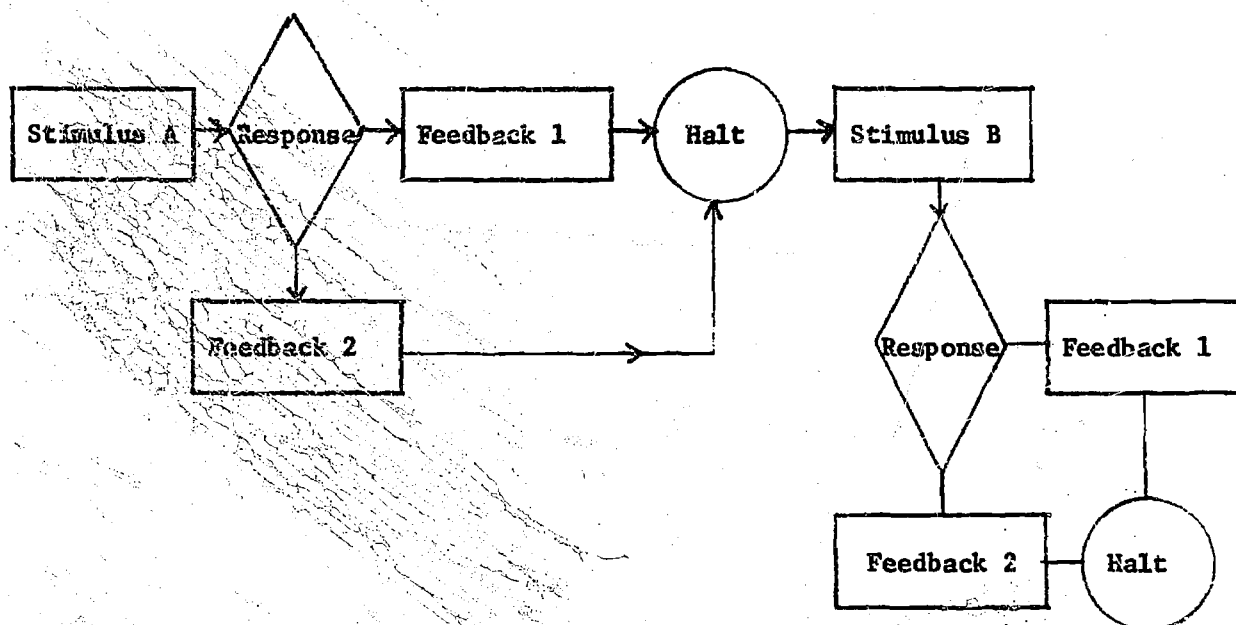 Stimulus A
Response
Feedback 1
Halt
Stimulus B
Feedback 2
Response
Feedback 1
Feedback 2
Halt